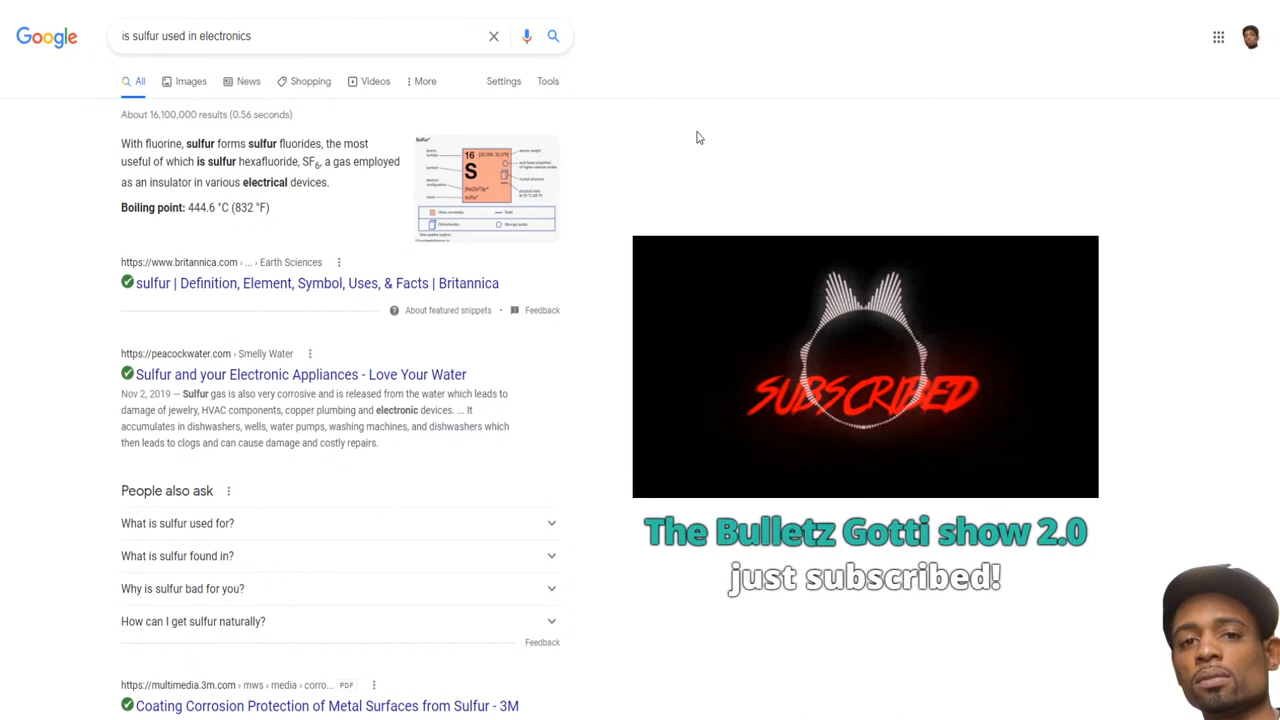 Google
is sulfur used in electronics
All
Images
News
Shopping
Videos
More
Settings
Tools
About 16,100,000 results (0.56 seconds)
With fluorine, sulfur forms sulfur fluorides, the most
useful of which is sulfur hexafluoride, SF6, a gas employed
as an insulator in various electrical devices.
Boiling point: 444.6 °C (832 °F)
16
S
https://www.britannica.com › ... › Earth Sciences
sulfur | Definition, Element, Symbol, Uses, & Facts | Britannica
About featured snippets • Feedback
https://peacockwater.com › Smelly Water
Sulfur and your Electronic Appliances - Love Your Water
Nov 2, 2019 — Sulfur gas is also very corrosive and is released from the water which leads to
damage of jewelry, HVAC components, copper plumbing and electronic devices. ... It
accumulates in dishwashers, wells, water pumps, washing machines, and dishwashers which
then leads to clogs and can cause damage and costly repairs.
People also ask
What is sulfur used for?
What is sulfur found in?
Why is sulfur bad for you?
How can I get sulfur naturally?
Feedback
https://multimedia.3m.com › mws › media › corro... PDF
Coating Corrosion Protection of Metal Surfaces from Sulfur - 3M
SUBSCRIBED
The Bulletz Gotti show 2.0
just subscribed!